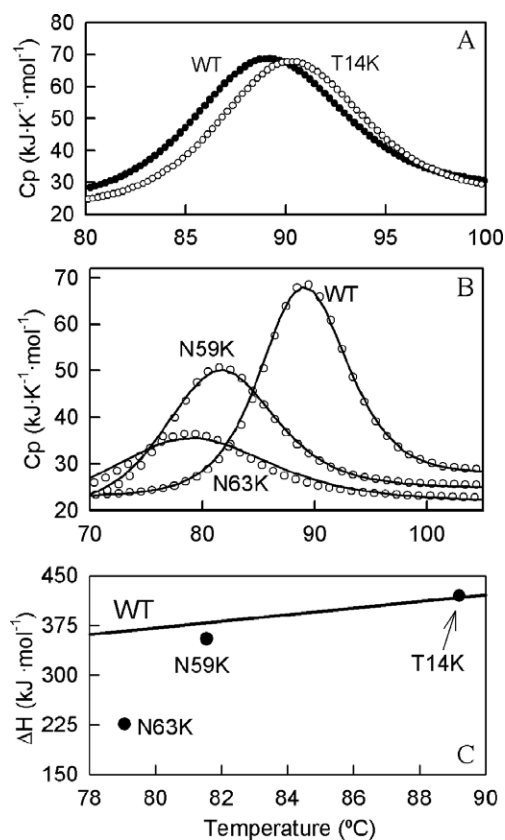 80
A
70
WT
T14K
60
50
40
30
20
Cp (kJ·K⁻¹·mol⁻¹)
80 85 90 95 100
B
70
WT
60
N59K
50
40
30
N63K
20
Cp (kJ·K⁻¹·mol⁻¹)
70 80 90 100
450
WT
375
N59K
T14K
300
225
N63K
150
C
ΔH (kJ ·mol⁻¹)
78 80 82 84 86 88 90
Temperature (ºC)